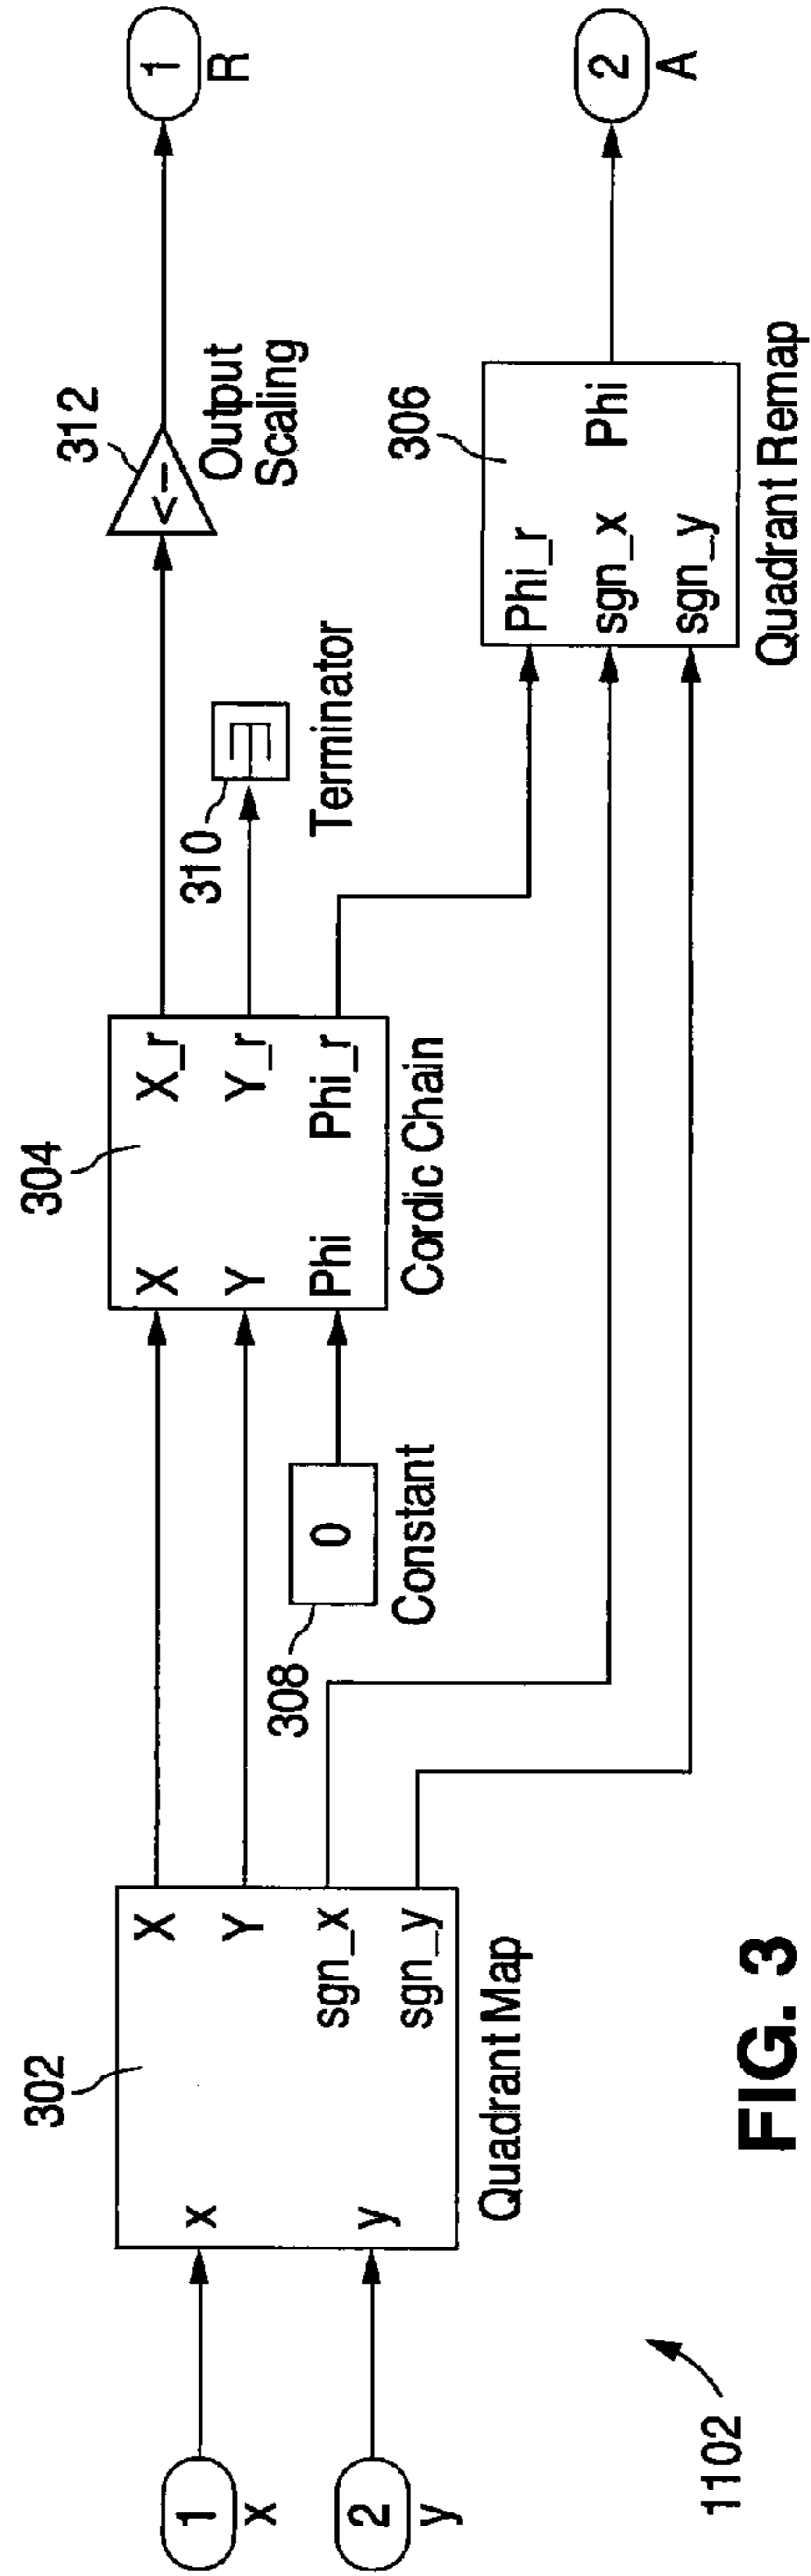 1
x
2
y
302
x
y
X
Y
sgn_x
sgn_y
Quadrant Map
308
0
Constant
304
X
Y
Phi
X_r
Y_r
Phi_r
Cordic Chain
310
Terminator
312
<-
Output
Scaling
1
R
306
Phi_r
sgn_x
sgn_y
Phi
Quadrant Remap
2
A
1102
FIG. 3